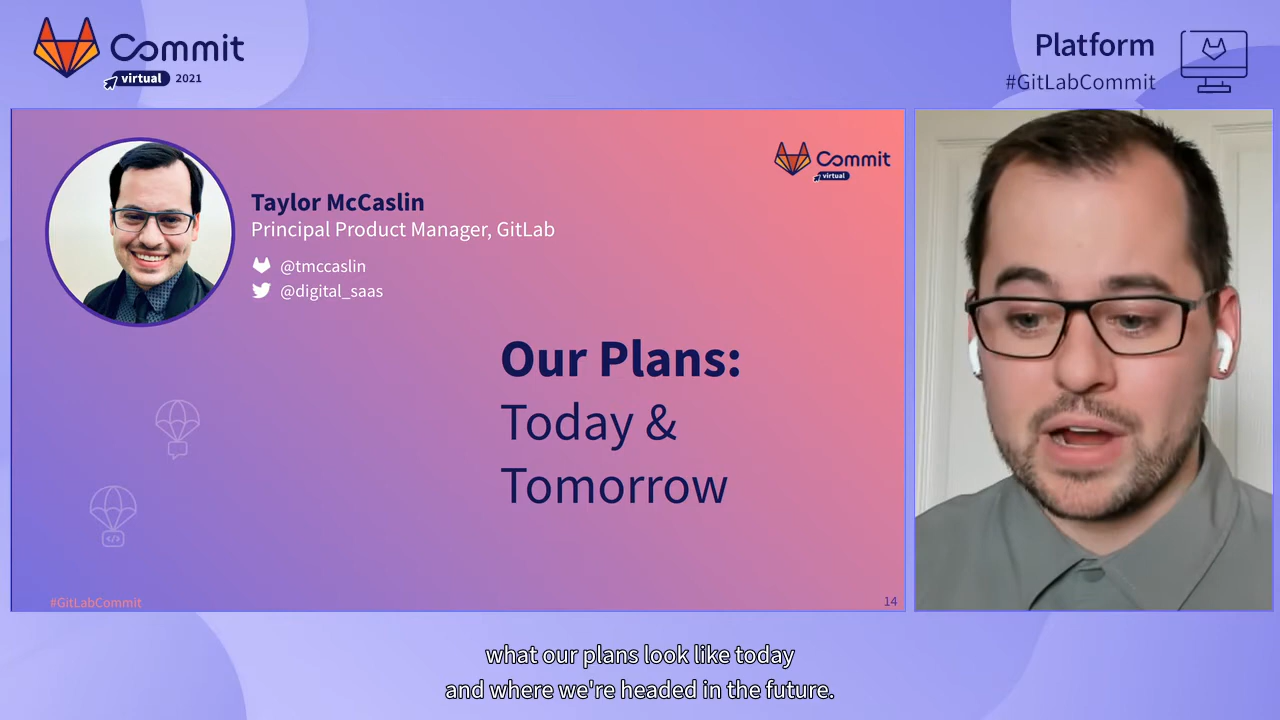 Commit
virtual 2021
Platform
#GitLabCommit
Commit
virtual
Taylor McCaslin
Principal Product Manager, GitLab
@tmccaslin
@digital_saas
Our Plans:
Today &
Tomorrow
</>
#GitLabCommit
14
what our plans look like today
and where we're headed in the future.